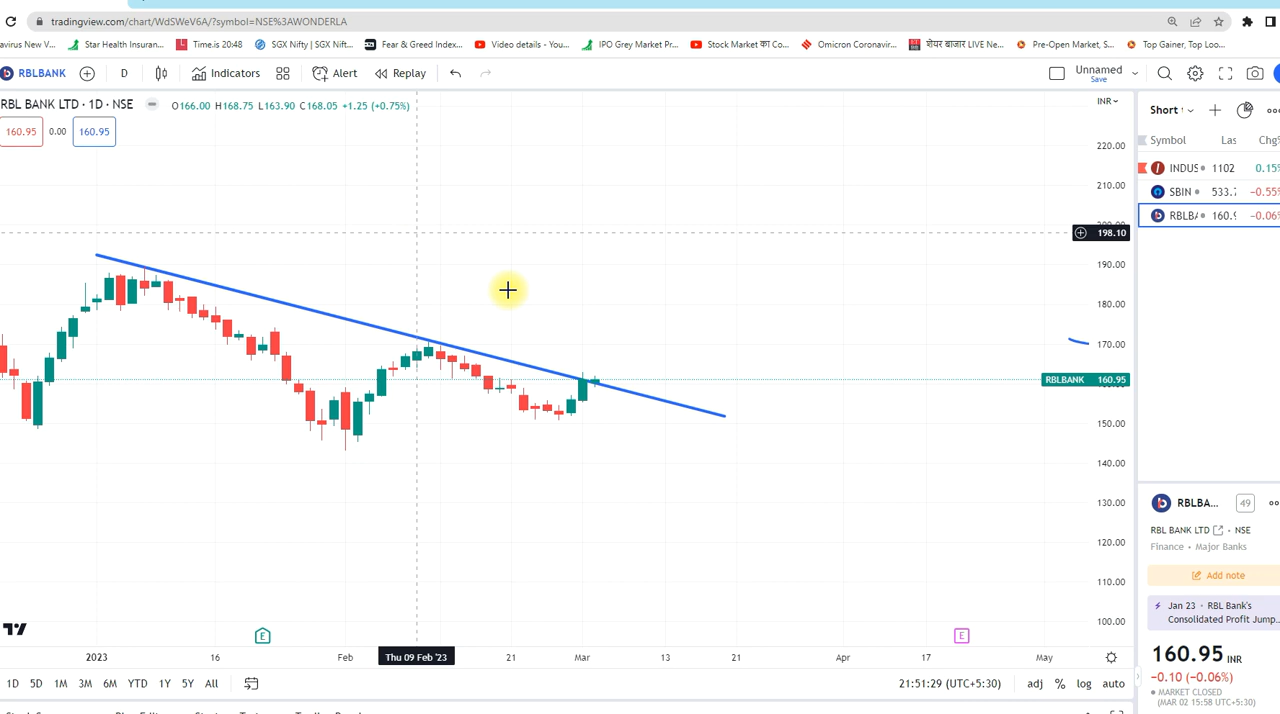 tradingview.com/chart/WdSWeV6A/?symbol=NSE%3AWONDERLA
avirus New V... Star Health Insuran... Time.is 20:48 SGX Nifty | SGX Nift... Fear & Greed Index... Video details - You... IPO Grey Market Pr... Stock Market का Co... Omicron Coronavir... शेयर बाजार LIVE Ne... Pre-Open Market, S... Top Gainer, Top Loo...
RBLBANK D Indicators Alert Replay Unnamed
Save
RBL BANK LTD · 1D · NSE O166.00 H168.75 L163.90 C168.05 +1.25 (+0.75%) INR Short
160.95 0.00 160.95
Symbol Las Chg%
220.00
INDUS 1102 0.15%
210.00
SBIN 533.7 -0.55%
RBLBA 160.9 -0.06%
198.10
190.00
180.00
170.00
RBLBANK 160.95
150.00
140.00
130.00
120.00
110.00
100.00
RBLBA... 49
RBL BANK LTD · NSE
Finance • Major Banks
Add note
Jan 23 • RBL Bank's
Consolidated Profit Jump...
E E
2023 16 Feb Thu 09 Feb '23 21 Mar 13 21 Apr 17 May
160.95 INR
-0.10 (-0.06%)
1D 5D 1M 3M 6M YTD 1Y 5Y All 21:51:29 (UTC+5:30) adj % log auto
MARKET CLOSED
(MAR 02 15:58 UTC+5:30)